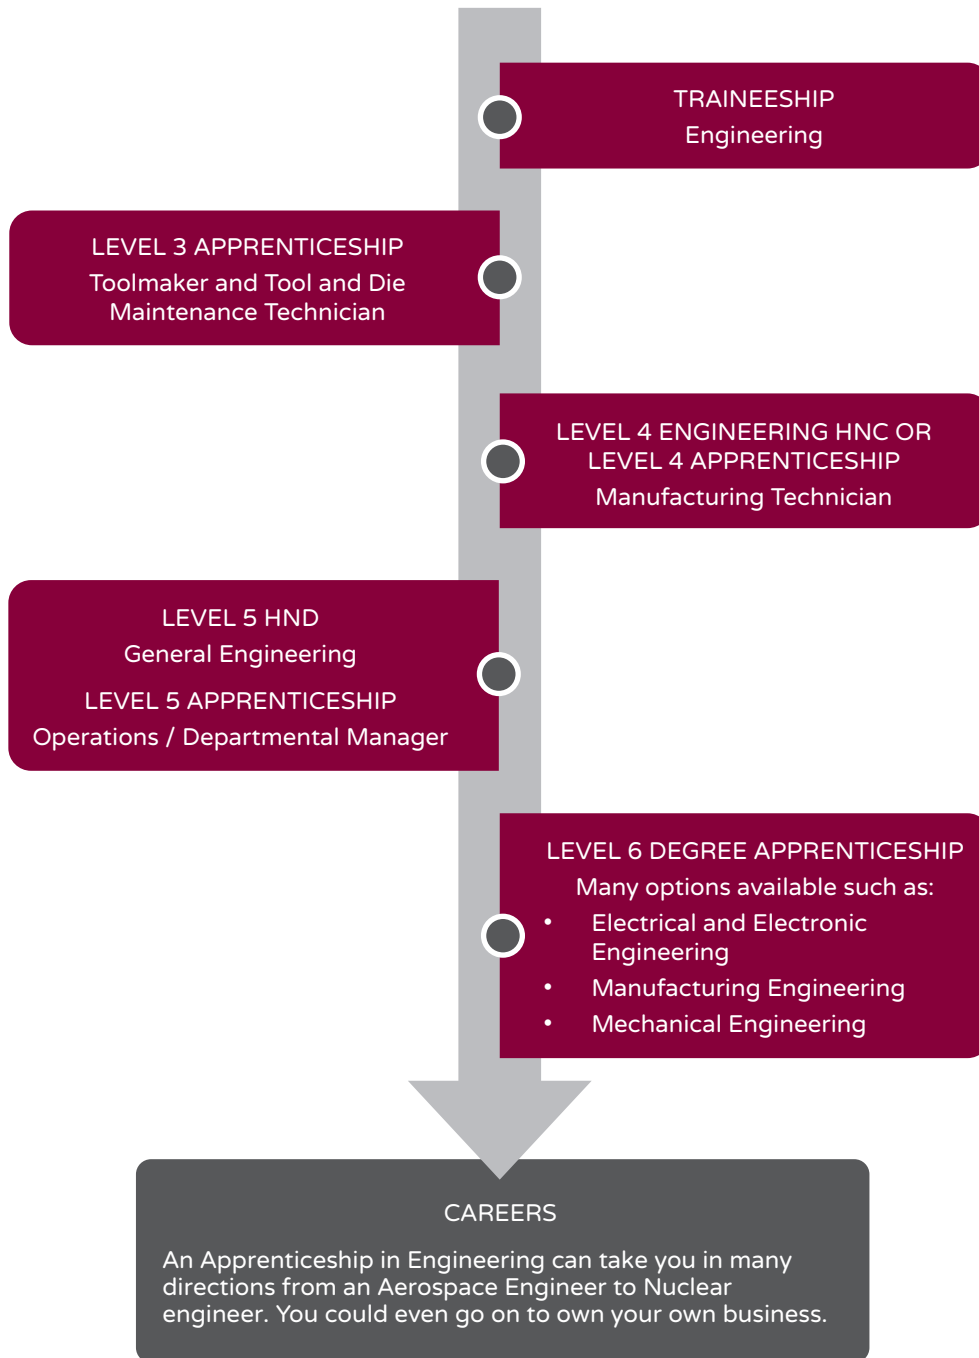 TRAINEESHIP
Engineering
LEVEL 3 APPRENTICESHIP
Toolmaker and Tool and Die
Maintenance Technician
LEVEL 4 ENGINEERING HNC OR
LEVEL 4 APPRENTICESHIP
Manufacturing Technician
LEVEL 5 HND
General Engineering
LEVEL 5 APPRENTICESHIP
Operations / Departmental Manager
LEVEL 6 DEGREE APPRENTICESHIP
Many options available such as:
• Electrical and Electronic
Engineering
• Manufacturing Engineering
• Mechanical Engineering
CAREERS
An Apprenticeship in Engineering can take you in many
directions from an Aerospace Engineer to Nuclear
engineer. You could even go on to own your own business.